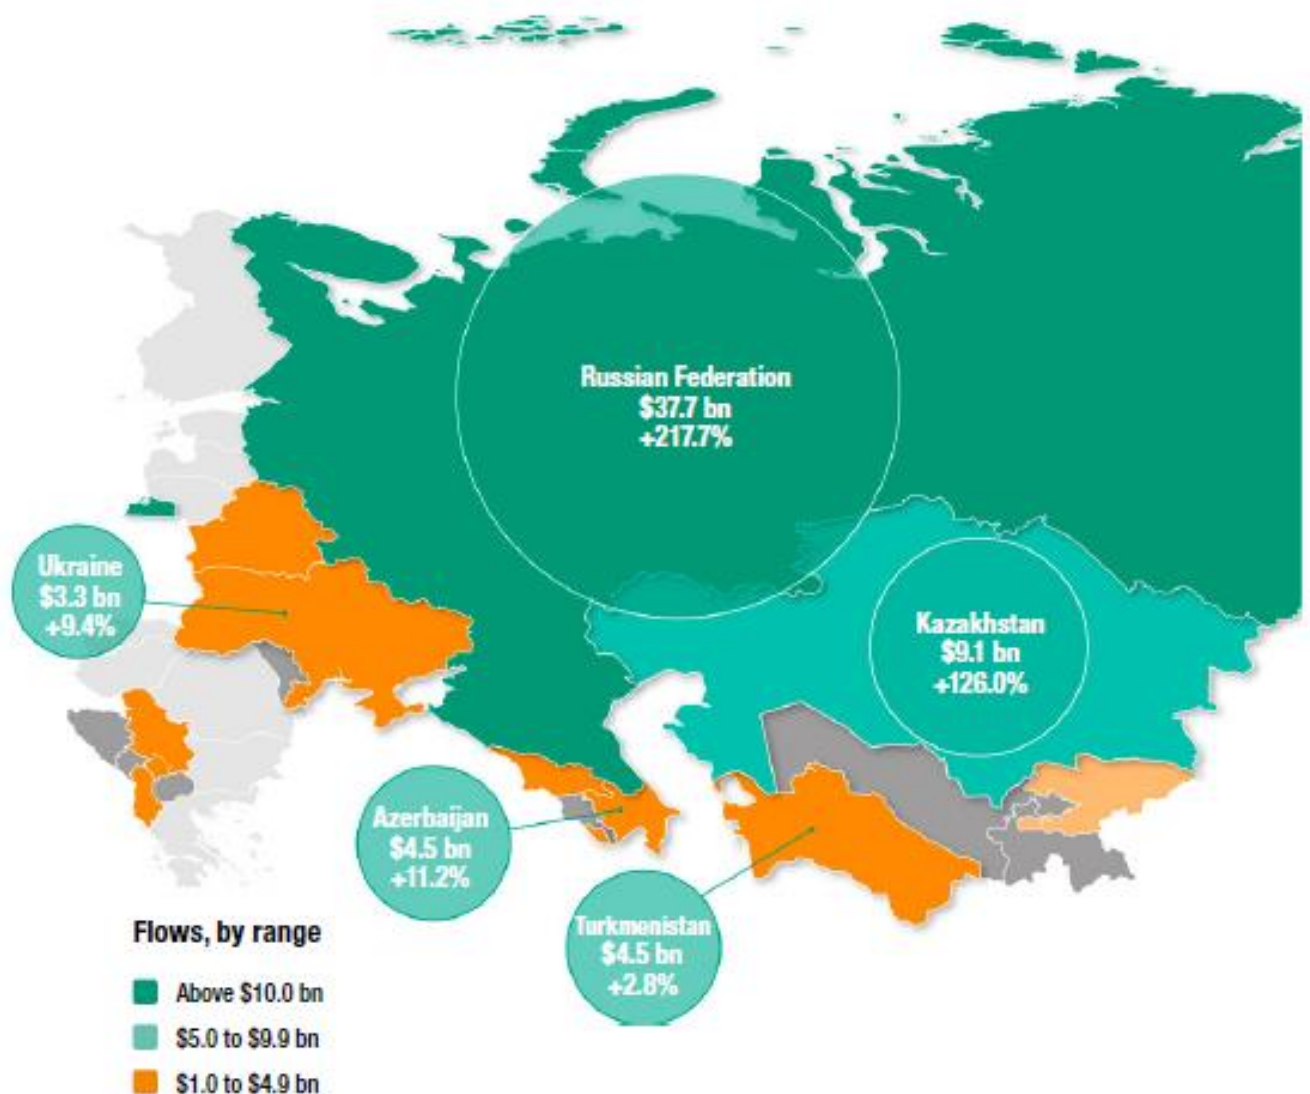 Russian Federation
$37.7 bn
+217.7%
Ukraine
$3.3 bn
+9.4%
Kazakhstan
$9.1 bn
+126.0%
Azerbaijan
$4.5 bn
+11.2%
Turkmenistan
$4.5 bn
+2.8%
Flows, by range
Above $10.0 bn
$5.0 to $9.9 bn
$1.0 to $4.9 bn